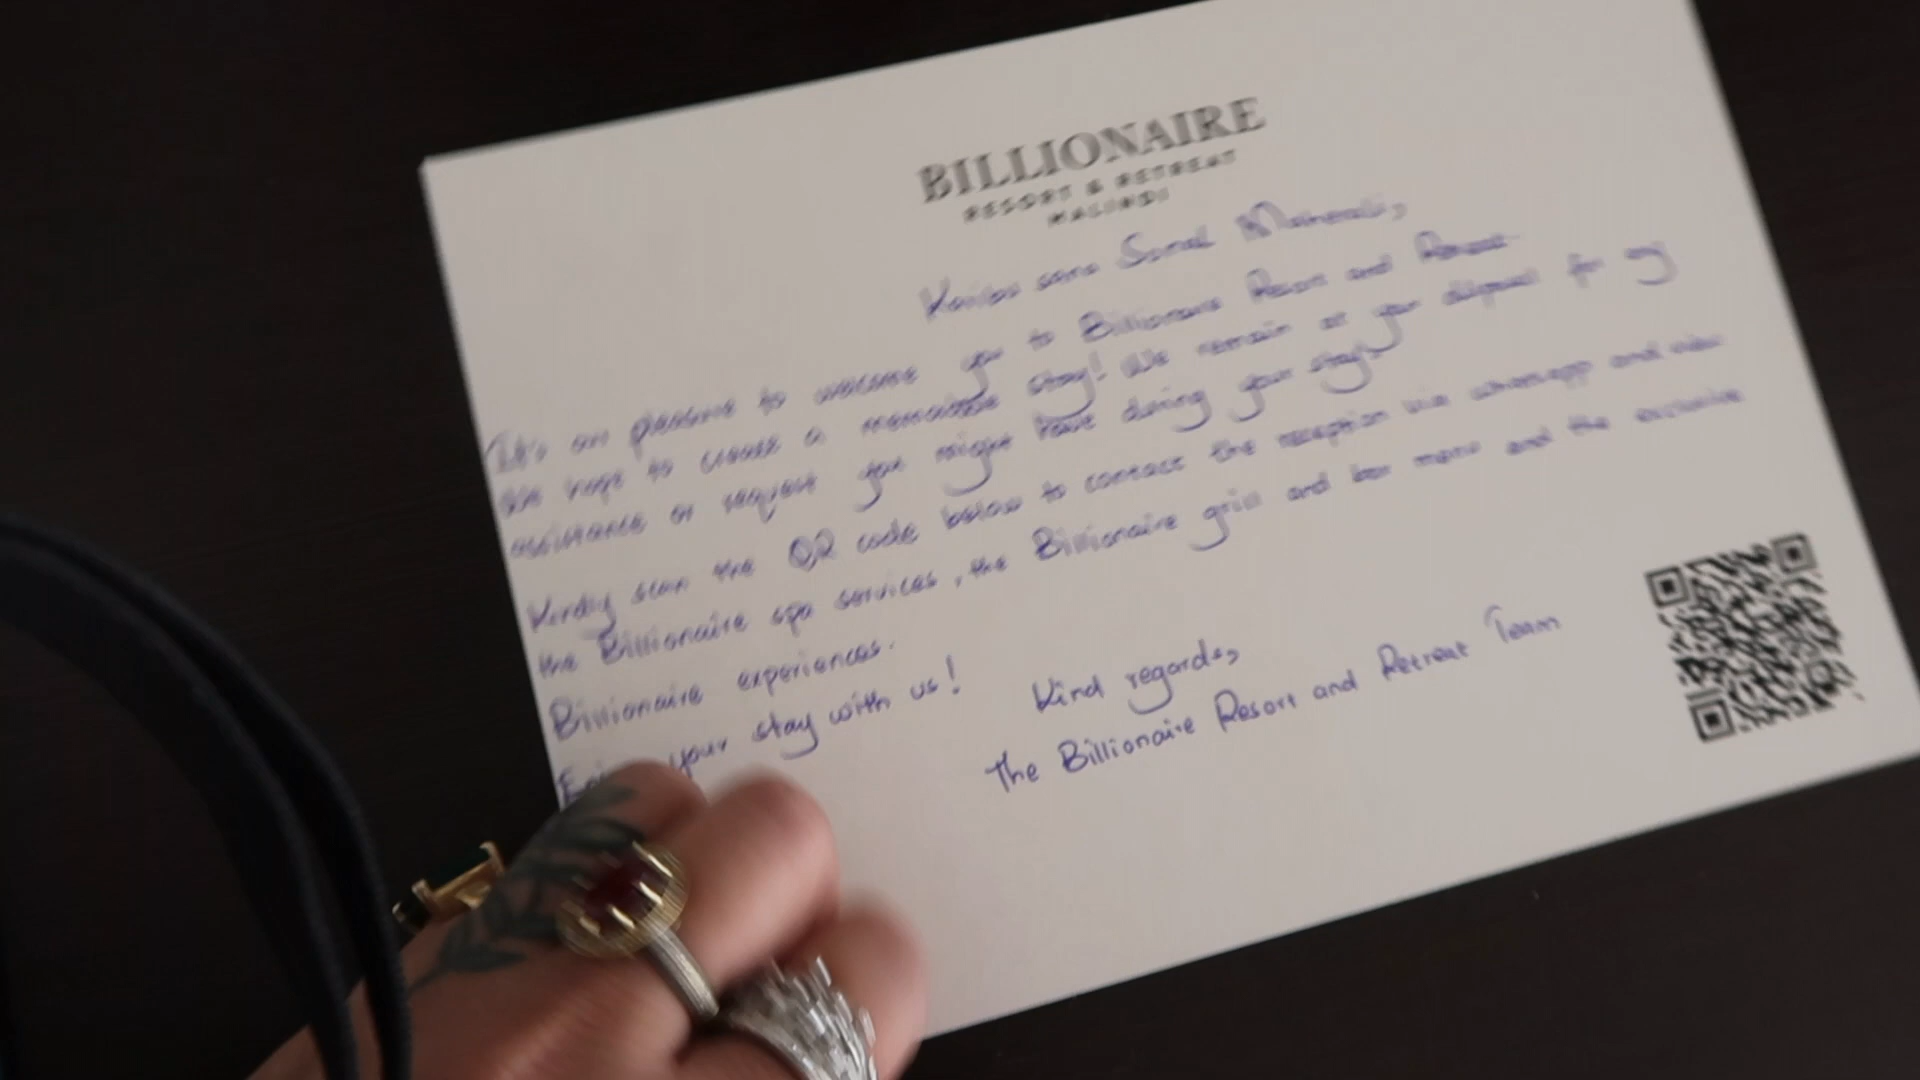 BILLIONAIRE
RESORT & RETREAT
MALINDI
Karibu sana
It's our pleasure to welcome you to Billionaire Resort and Retreat
We hope to create a memorable stay! We remain at your disposal for any
assistance or request you might have during your stay.
Kindly scan the QR code below to contact the reception via whatsapp and view
the Billionaire spa services, the Billionaire grill and bar menu and the exclusive
Billionaire experiences.
your stay with us!
Kind regards,
The Billionaire Resort and Retreat Team